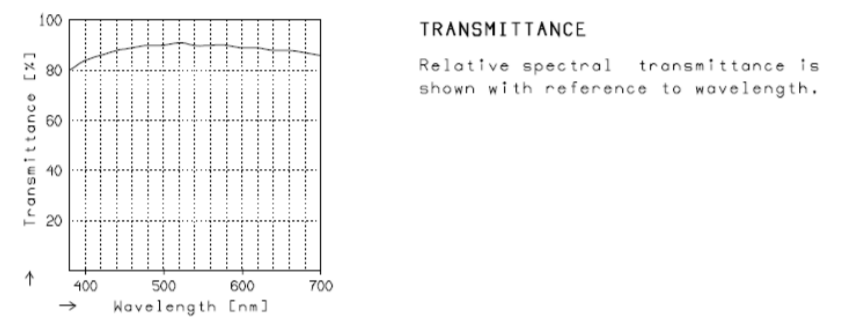 100
80
60
40
20
Transmittance [%]
→
400 500 600 700
→ Wavelength [nm]
TRANSMITTANCE
Relative spectral transmittance is
shown with reference to wavelength.